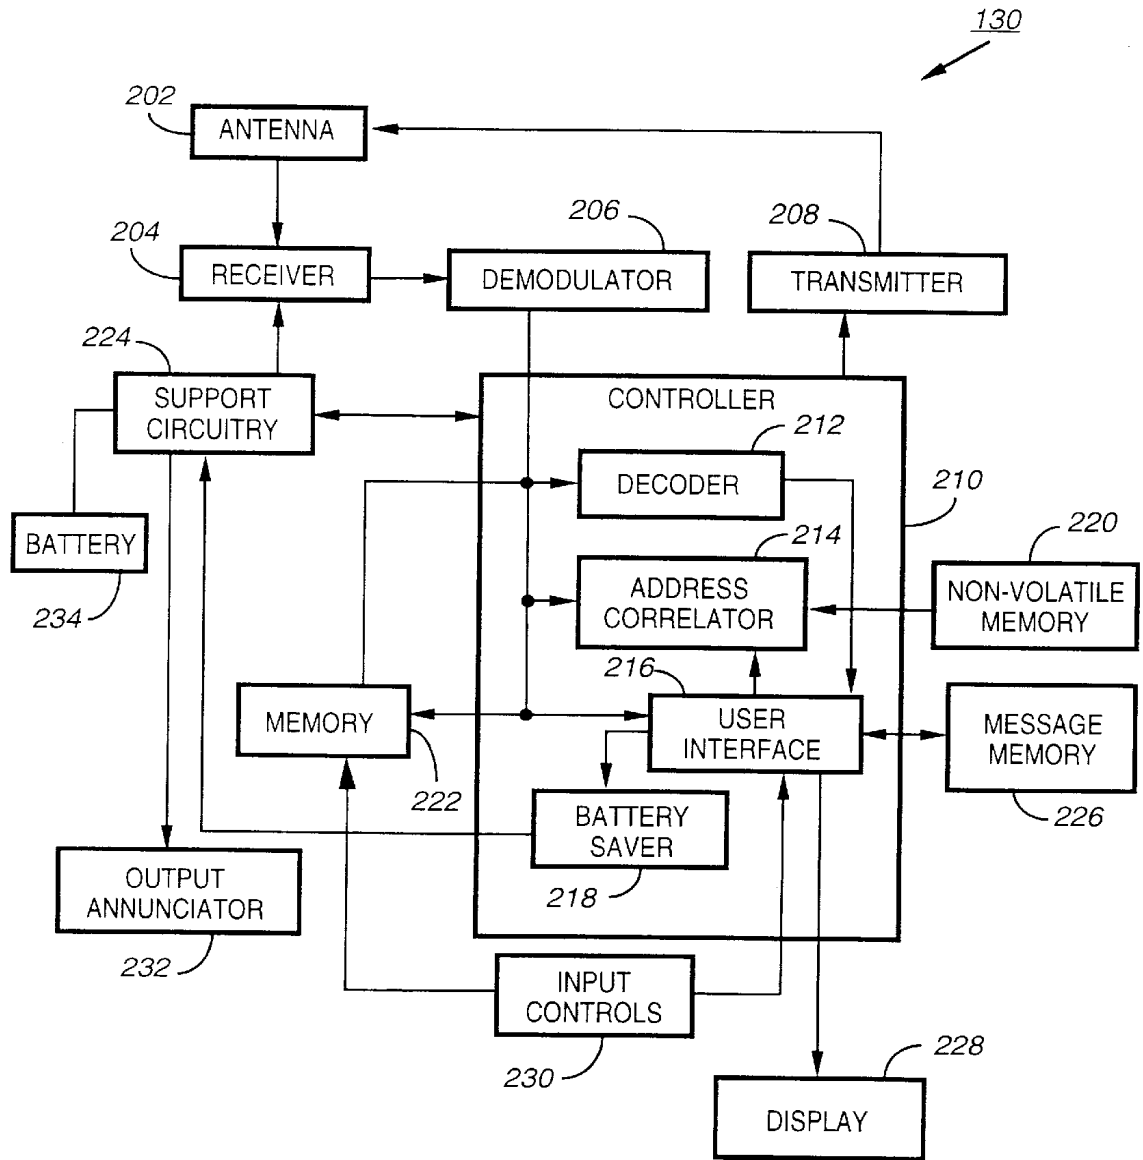 130
202
ANTENNA
206
208
204
RECEIVER
DEMODULATOR
TRANSMITTER
224
SUPPORT
CIRCUITRY
CONTROLLER
212
DECODER
210
BATTERY
234
214
220
ADDRESS
CORRELATOR
NON-VOLATILE
MEMORY
216
MEMORY
222
USER
INTERFACE
MESSAGE
MEMORY
226
BATTERY
SAVER
218
OUTPUT
ANNUNCIATOR
232
INPUT
CONTROLS
230
228
DISPLAY